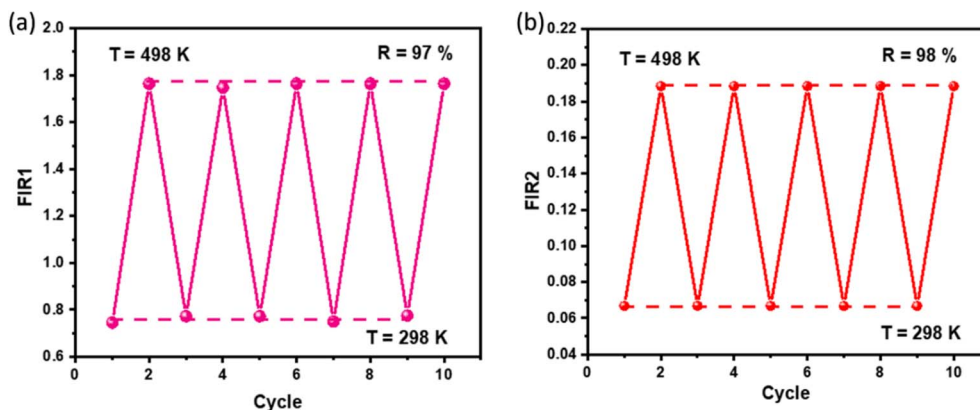 (a)
2.0
1.8
1.6
1.4
1.2
1.0
0.8
0.6
FIR1
T = 498 K
R = 97 %
T = 298 K
0
2
4
6
8
10
Cycle
(b)
0.22
0.20
0.18
0.16
0.14
0.12
0.10
0.08
0.06
0.04
FIR2
T = 498 K
R = 98 %
T = 298 K
0
2
4
6
8
10
Cycle